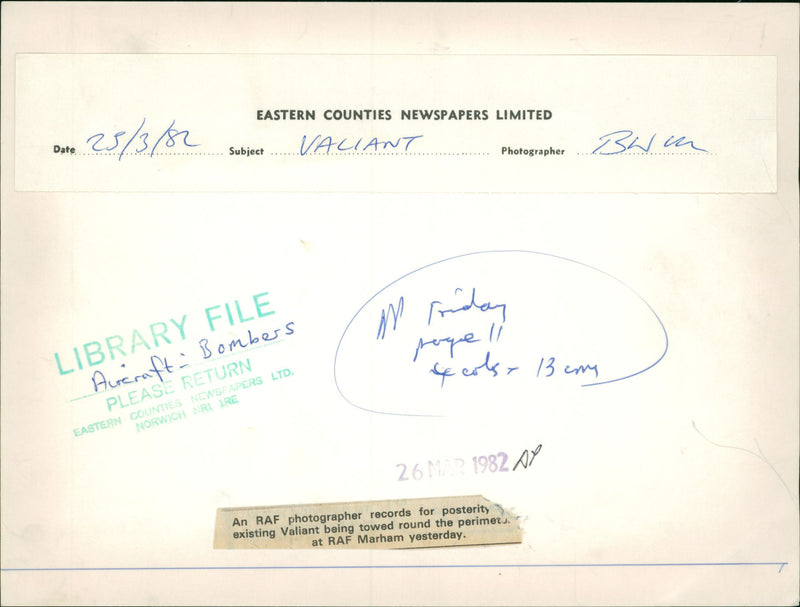 EASTERN COUNTIES NEWSPAPERS LIMITED
Date 25/3/82 Subject VALIANT Photographer
LIBRARY FILE
Aircraft - Bombers
PLEASE RETURN
EASTERN COUNTIES NEWSPAPERS LTD.
NORWICH NR1 1RE
Friday
page 11
4 cols - 13 cms
26 MAR 1982
An RAF photographer records for posterity
existing Valiant being towed round the
at RAF Marham yesterday.